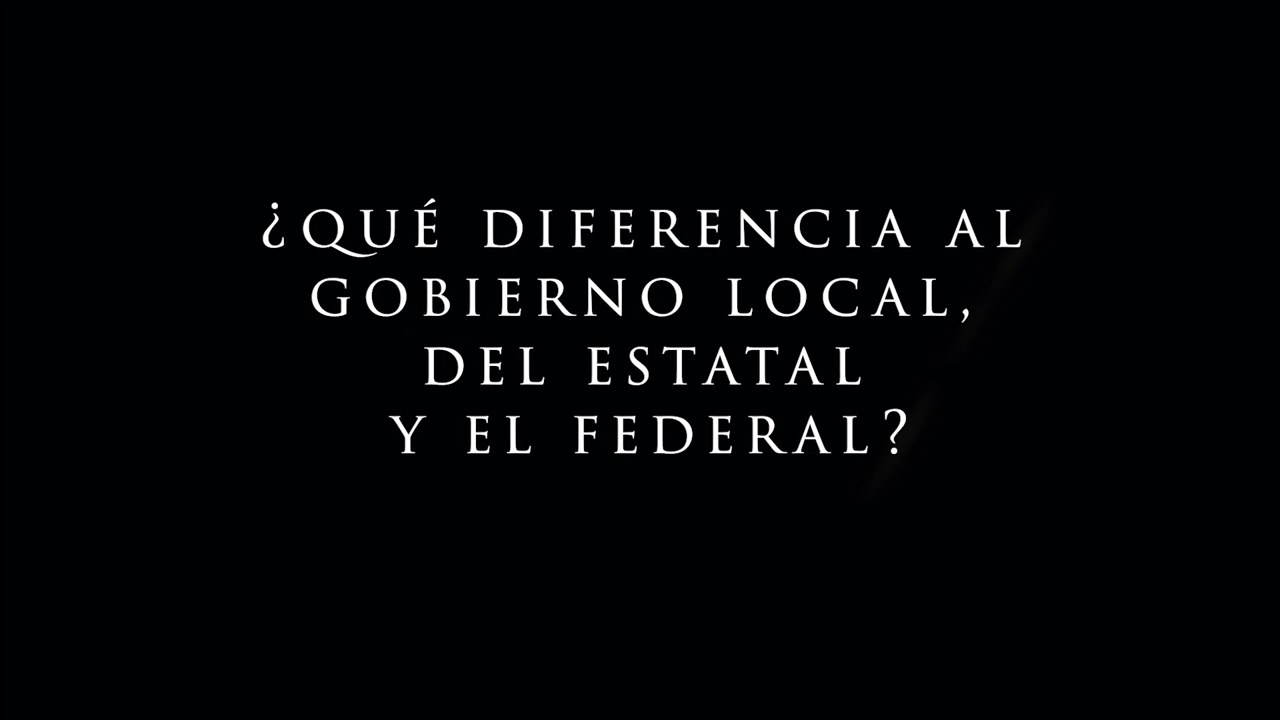 ¿QUÉ DIFERENCIA AL
GOBIERNO LOCAL,
DEL ESTATAL
Y EL FEDERAL?